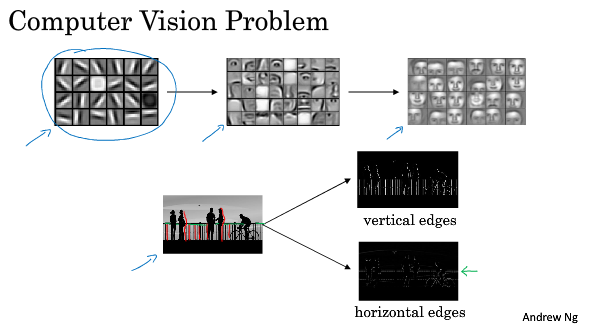 Computer Vision Problem
vertical edges
horizontal edges
Andrew Ng